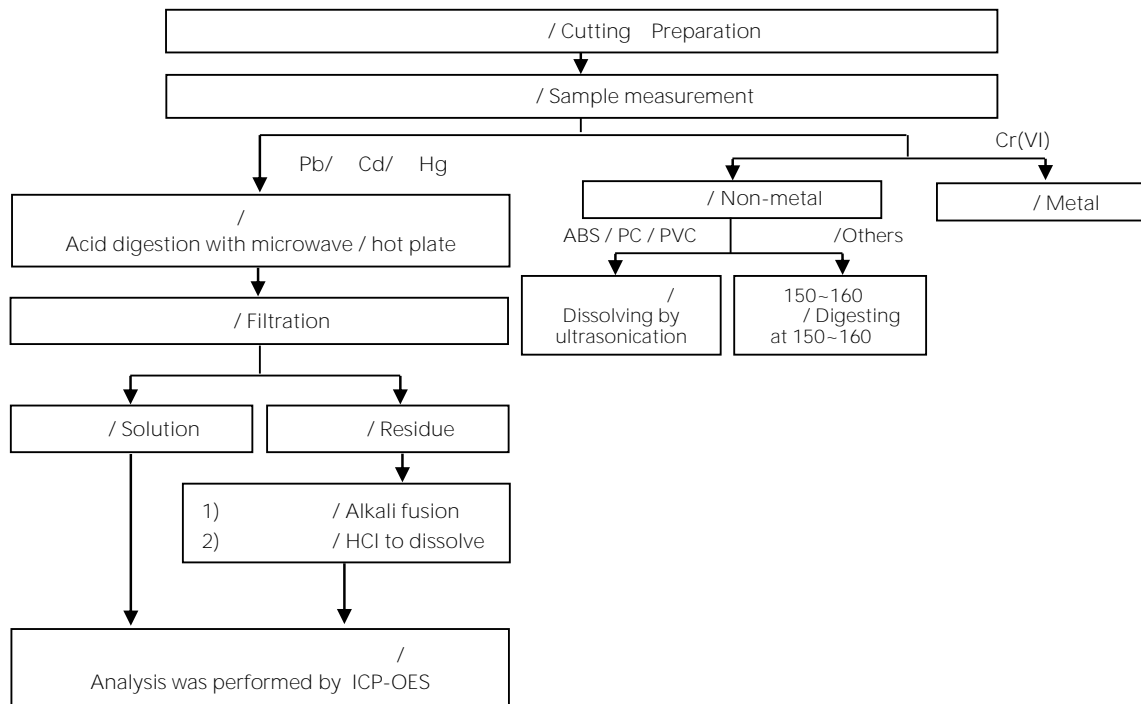 / Cutting Preparation
/ Sample measurement
Pb/ Cd/ Hg
Cr(VI)
/ Non-metal
/ Metal
/
Acid digestion with microwave / hot plate
ABS / PC / PVC
/Others
/
Dissolving by
ultrasonication
150~160
/ Digesting
at 150~160
/ Filtration
/ Solution
/ Residue
1) / Alkali fusion
2) / HCl to dissolve
/
Analysis was performed by ICP-OES